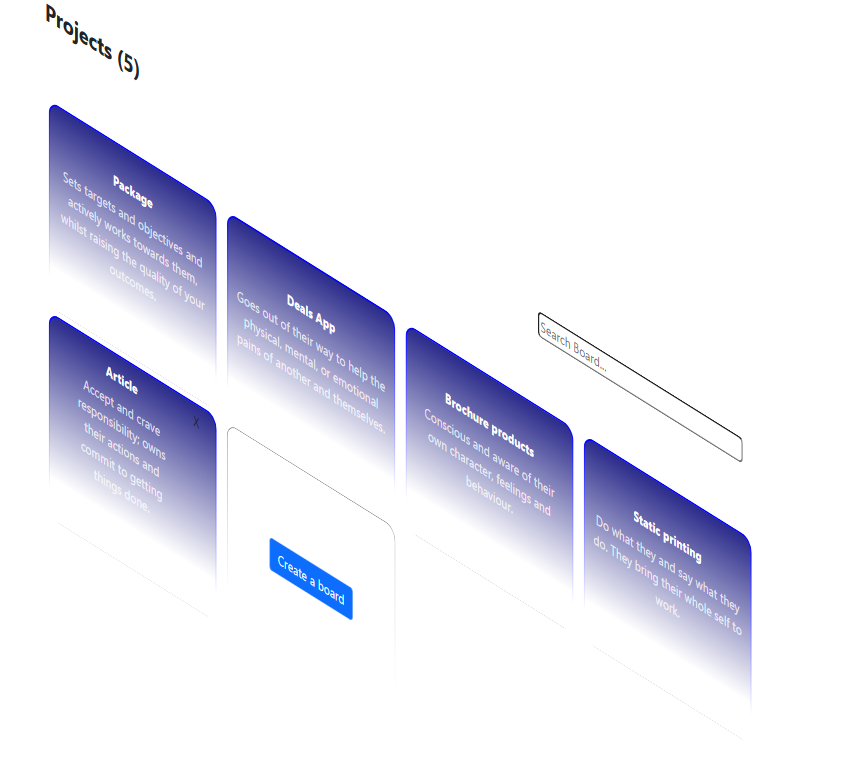 Projects (5)
Search Board...
Package
Sets targets and objectives and
actively works towards them,
whilst raising the quality of your
outcomes.
Deals App
Goes out of their way to help the
physical, mental, or emotional
pains of another and themselves.
Brochure products
Conscious and aware of their
own character, feelings and
behaviour.
Static printing
Do what they and say what they
do. They bring their whole self to
work.
X
Article
Accept and crave
responsibility; owns
their actions and
commit to getting
things done.
Create a board